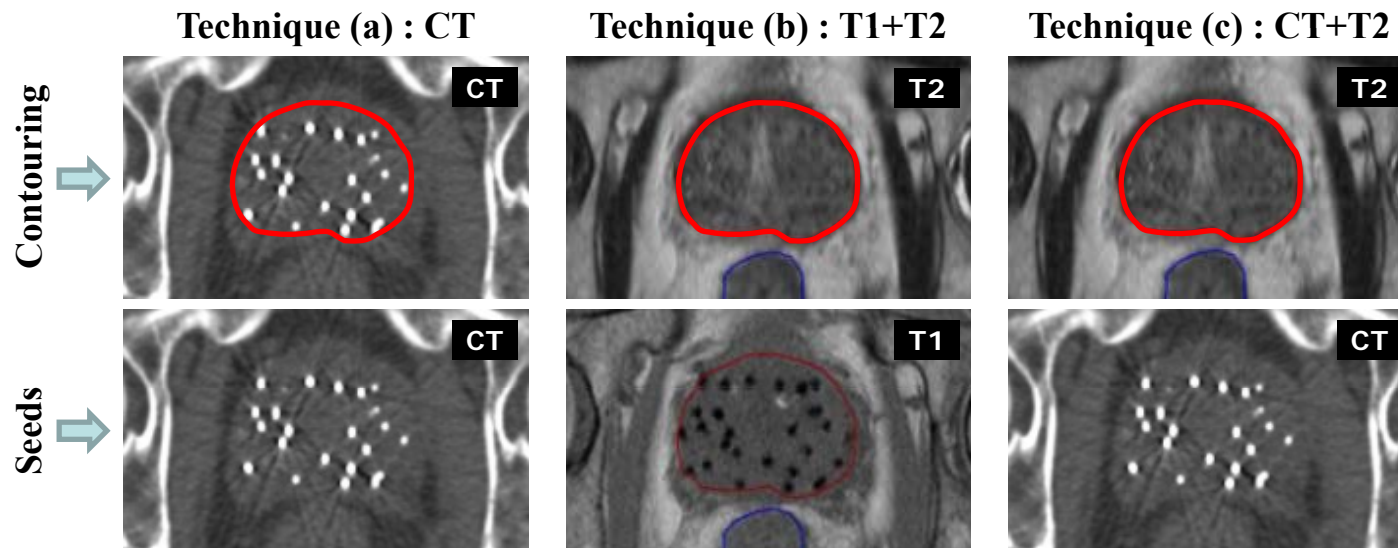 Technique (a) : CT
Technique (b) : T1+T2
Technique (c) : CT+T2
Contouring
CT
T2
T2
Seeds
CT
T1
CT